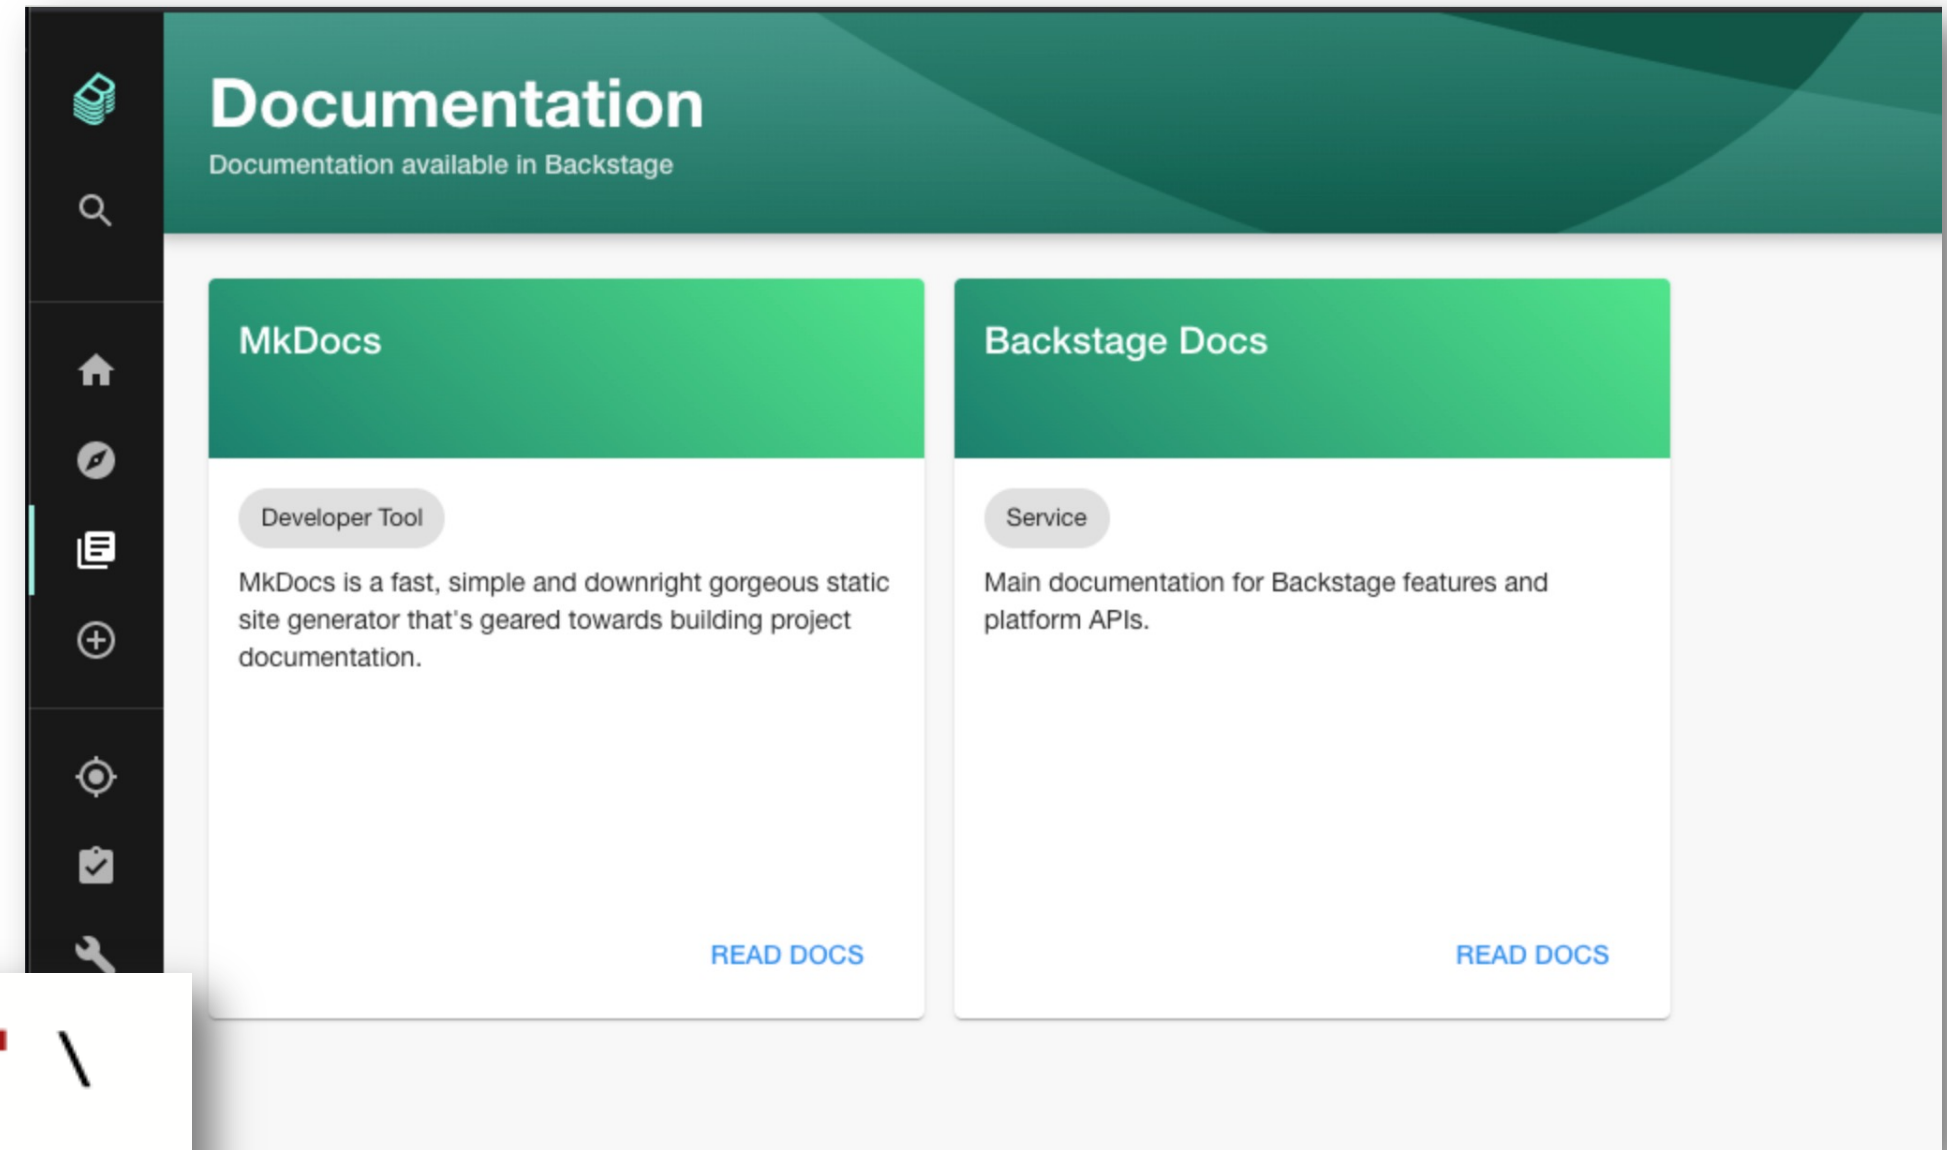 Documentation
Documentation available in Backstage
MkDocs
Developer Tool
MkDocs is a fast, simple and downright gorgeous static
site generator that's geared towards building project
documentation.
READ DOCS
Backstage Docs
Service
Main documentation for Backstage features and
platform APIs.
READ DOCS
\